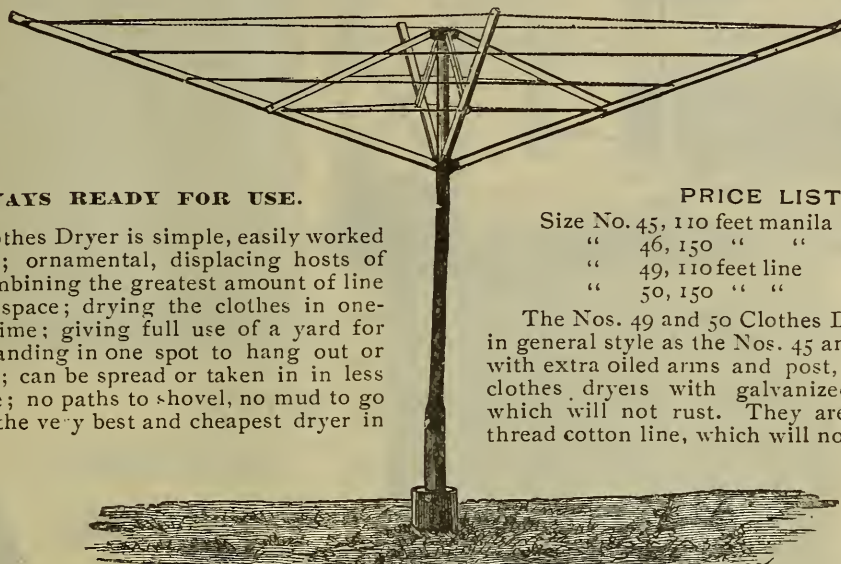 AYS READY FOR USE.
othes Dryer is simple, easily worked
; ornamental, displacing hosts of
mbining the greatest amount of line
space; drying the clothes in one-
ime; giving full use of a yard for
anding in one spot to hang out or
; can be spread or taken in in less
e; no paths to shovel, no mud to go
the very best and cheapest dryer in
PRICE LIST
Size No. 45, 110 feet manila
“ 46, 150 “ “
“ 49, 110 feet line
“ 50, 150 “ “
The Nos. 49 and 50 Clothes D
in general style as the Nos. 45 an
with extra oiled arms and post,
clothes dryers with galvanize
which will not rust. They are
thread cotton line, which will no